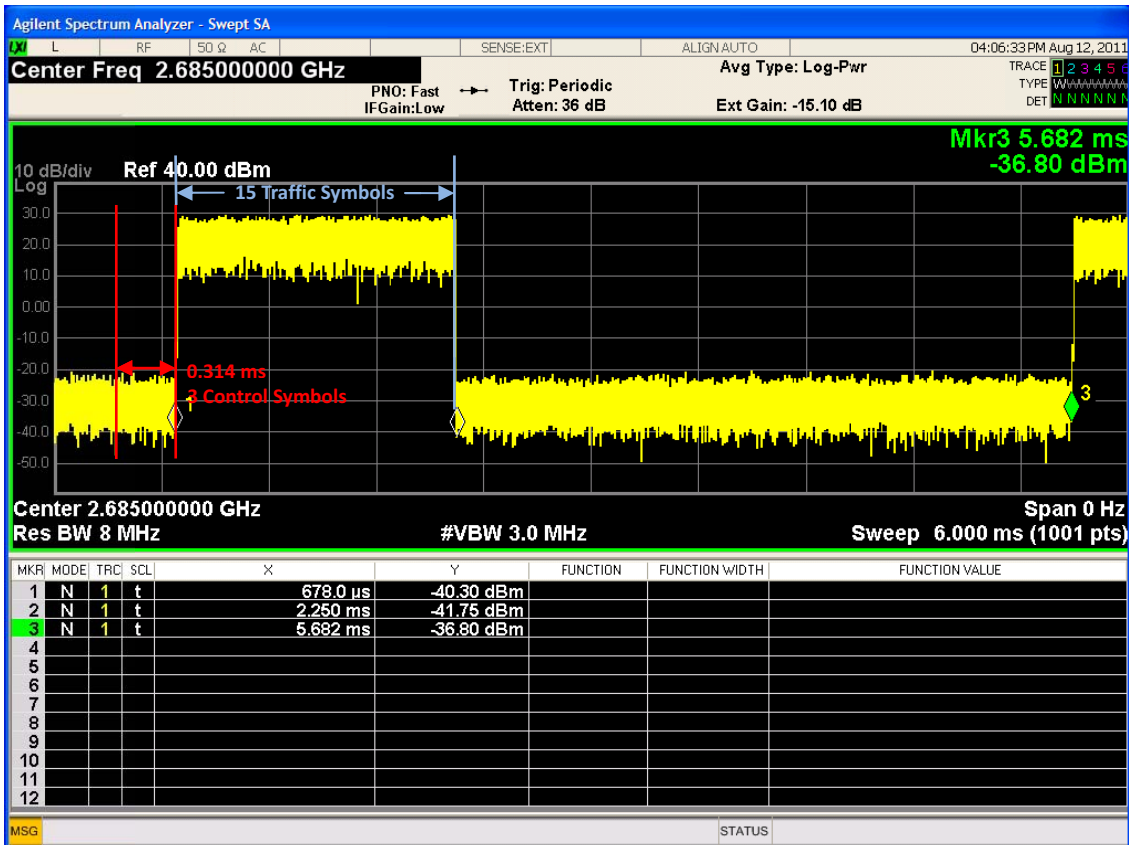 Agilent Spectrum Analyzer - Swept SA
LXI L RF 50 Ω AC SENSE:EXT ALIGN AUTO 04:06:33 PM Aug 12, 2011
Center Freq 2.685000000 GHz
PNO: Fast
IFGain:Low
Trig: Periodic
Atten: 36 dB
Avg Type: Log-Pwr
Ext Gain: -15.10 dB
TRACE 1 2 3 4 5 6
TYPE W
DET N N N N N N
Mkr3 5.682 ms
-36.80 dBm
10 dB/div Ref 40.00 dBm
Log
15 Traffic Symbols
30.0
20.0
10.0
0.00
-10.0
-20.0
-30.0
-40.0
-50.0
0.314 ms
3 Control Symbols
1
3
Center 2.685000000 GHz Span 0 Hz
Res BW 8 MHz #VBW 3.0 MHz Sweep 6.000 ms (1001 pts)
MKR MODE TRC SCL X Y FUNCTION FUNCTION WIDTH FUNCTION VALUE
1 N 1 t 678.0 µs -40.30 dBm
2 N 1 t 2.250 ms -41.75 dBm
3 N 1 t 5.682 ms -36.80 dBm
4
5
6
7
8
9
10
11
12
MSG STATUS